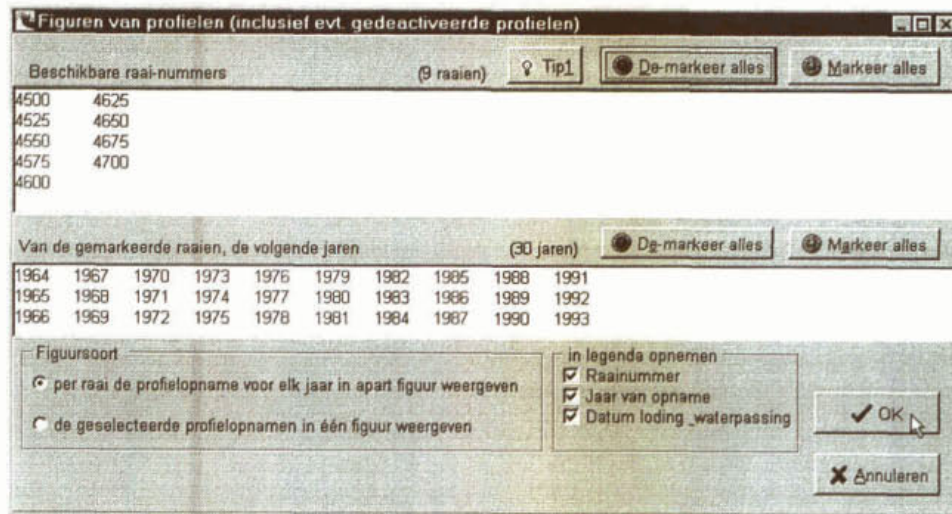 Figuren van profielen (inclusief evt. gedeactiveerde profielen)
Beschikbare raai-nummers (9 raaien) Tip1 De-markeer alles Markeer alles
4500 4625
4525 4650
4550 4675
4575 4700
4600
Van de gemarkeerde raaien, de volgende jaren (30 jaren) De-markeer alles Markeer alles
1964 1967 1970 1973 1976 1979 1982 1985 1988 1991
1965 1968 1971 1974 1977 1980 1983 1986 1989 1992
1966 1969 1972 1975 1978 1981 1984 1987 1990 1993
Figuursoort
per raai de profielopname voor elk jaar in apart figuur weergeven
de geselecteerde profielopnamen in één figuur weergeven
in legenda opnemen
Raainummer
Jaar van opname
Datum loding_waterpassing
OK
Annuleren